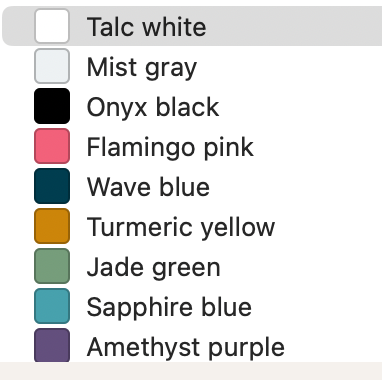 Talc white
Mist gray
Onyx black
Flamingo pink
Wave blue
Turmeric yellow
Jade green
Sapphire blue
Amethyst purple